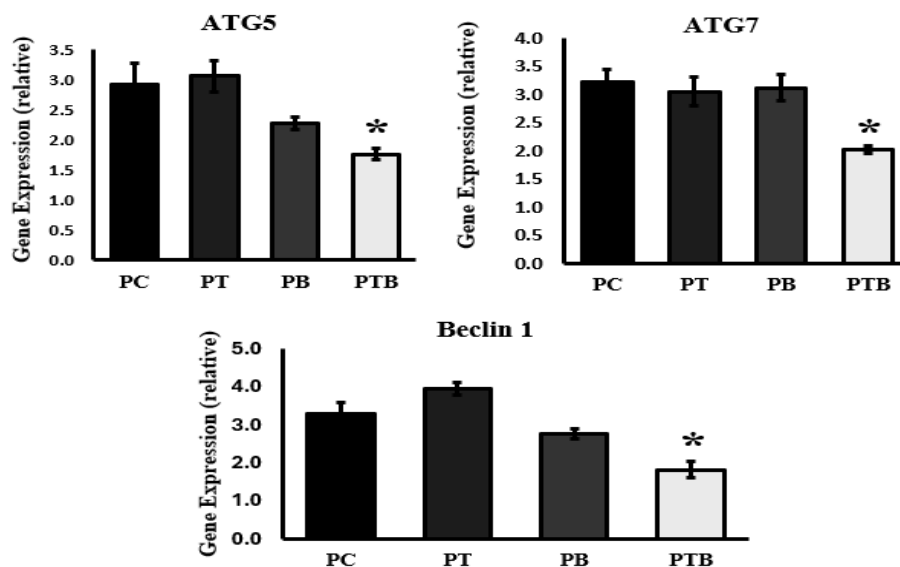 ATG5
Gene Expression (relative)
3.5
3.0
2.5
2.0
1.5
1.0
0.5
0.0
*
PC PT PB PTB
ATG7
Gene Expression (relative)
4.0
3.5
3.0
2.5
2.0
1.5
1.0
0.5
0.0
*
PC PT PB PTB
Beclin 1
Gene Expression (relative)
5.0
4.0
3.0
2.0
1.0
0.0
*
PC PT PB PTB